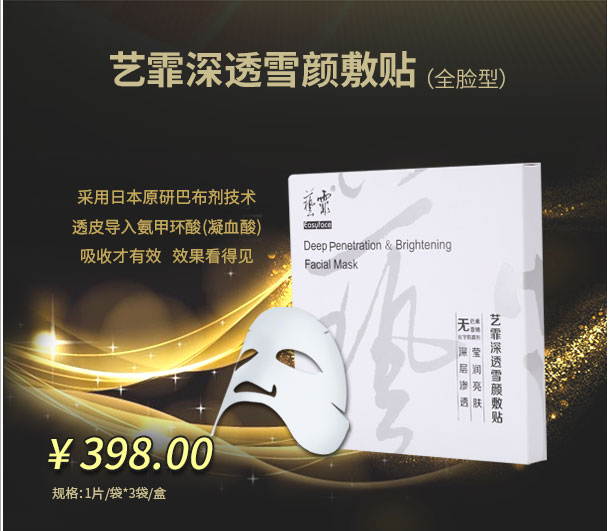 艺霏深透雪颜敷贴（全脸型）
采用日本原研巴布剂技术
透皮导入氨甲环酸(凝血酸)
吸收才有效 效果看得见
藝霏®
Easyface
Deep Penetration & Brightening
Facial Mask
艺霏深透雪颜敷贴
无
莹润亮肤
深层渗透
￥398.00
规格:1片/袋*3袋/盒